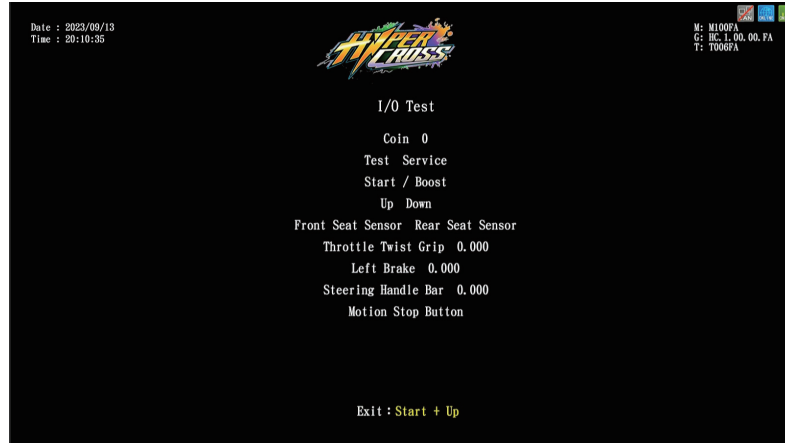 Date : 2023/09/13
Time : 20:10:35
HYPER
CROSS
LAN
M: M100FA
G: HC.1.00.00.FA
T: T006FA
I/O Test
Coin 0
Test Service
Start / Boost
Up Down
Front Seat Sensor Rear Seat Sensor
Throttle Twist Grip 0.000
Left Brake 0.000
Steering Handle Bar 0.000
Motion Stop Button
Exit：Start + Up